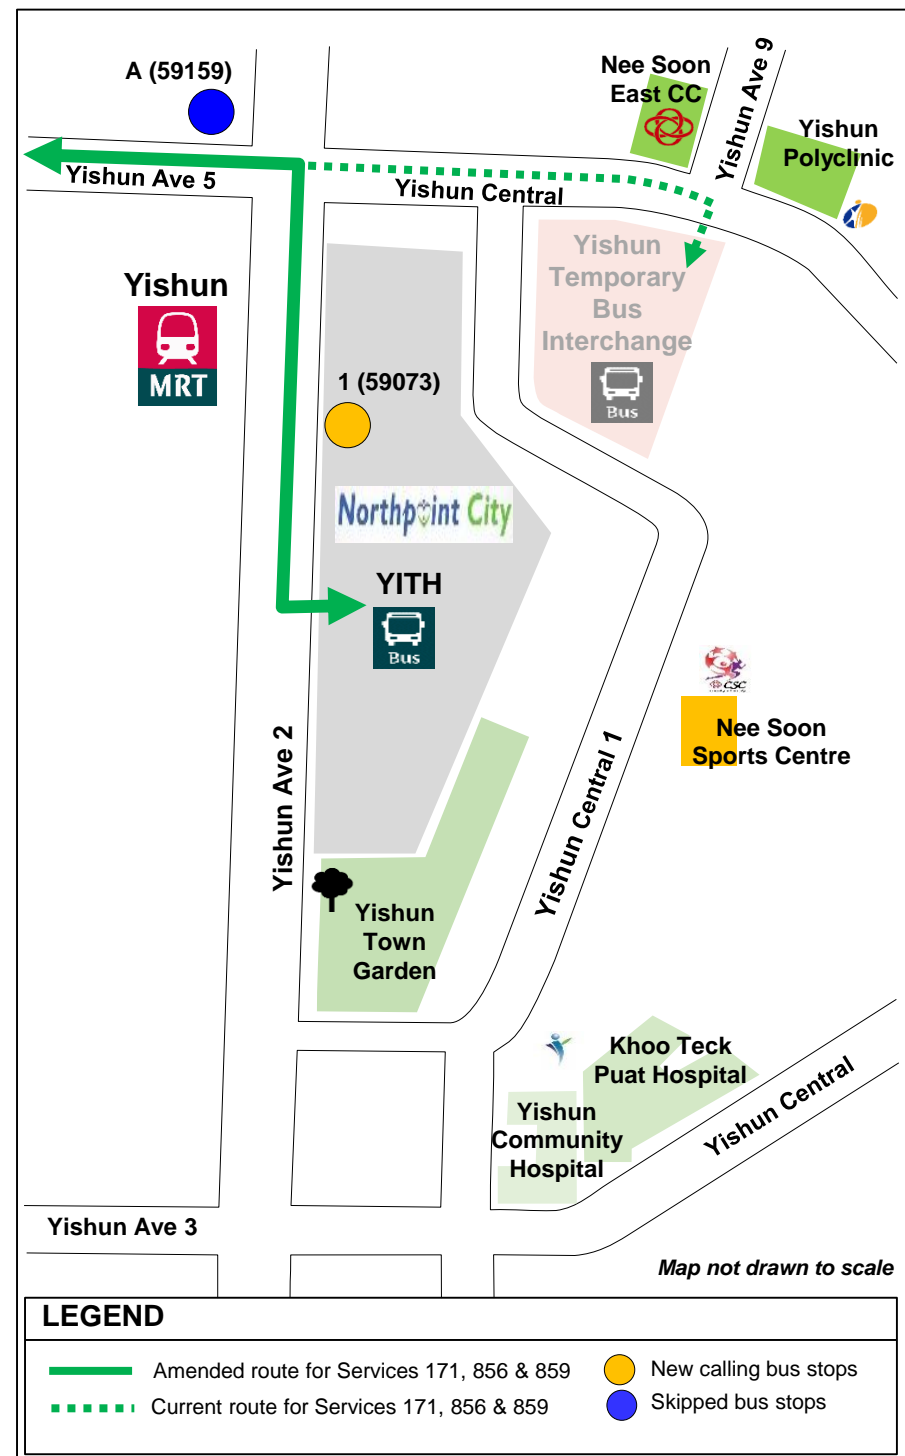 A (59159)
Nee Soon
East CC
Yishun Ave 9
Yishun
Polyclinic
Yishun Ave 5
Yishun Central
Yishun
MRT
Yishun
Temporary
Bus
Interchange
Bus
1 (59073)
Northpoint City
YITH
Bus
CSC
Nee Soon
Sports Centre
Yishun Ave 2
Yishun Central 1
Yishun
Town
Garden
Khoo Teck
Puat Hospital
Yishun
Community
Hospital
Yishun Central
Yishun Ave 3
Map not drawn to scale
LEGEND
Amended route for Services 171, 856 & 859
New calling bus stops
Current route for Services 171, 856 & 859
Skipped bus stops